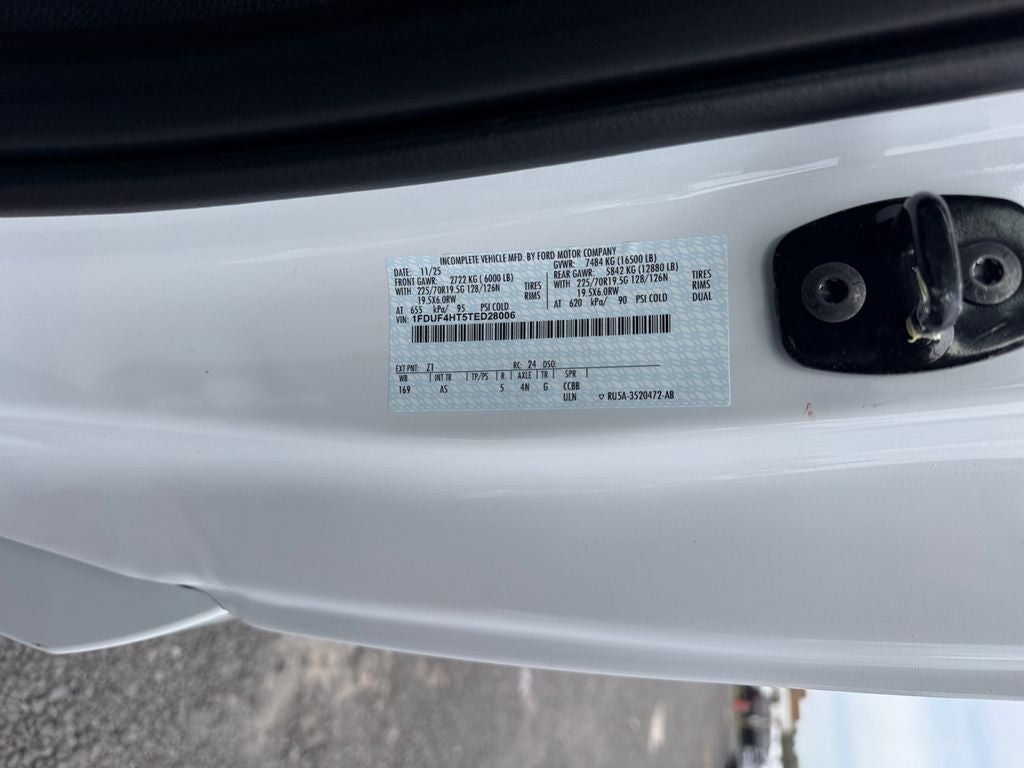 INCOMPLETE VEHICLE MFD. BY FORD MOTOR COMPANY
DATE: 11/25 GVWR: 7484 KG (16500 LB)
FRONT GAWR: 2722 KG ( 6000 LB) REAR GAWR: 5842 KG (12880 LB)
WITH 225/70R19.5G 128/126N TIRES WITH 225/70R19.5G 128/126N TIRES
19.5X6.0RW RIMS 19.5X6.0RW RIMS
AT 655 kPa/ 95 PSI COLD AT 620 kPa/ 90 PSI COLD DUAL
VIN: 1FDUF4HT5TED28006
EXT PNT: Z1 RC: 24 DSO:
WB INT TR TP/PS R AXLE TR SPR
169 AS 5 4N G CCBB
ULN RU5A-3520472-AB